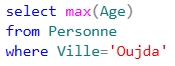 select max(Age)
from Personne
where Ville='Oujda'